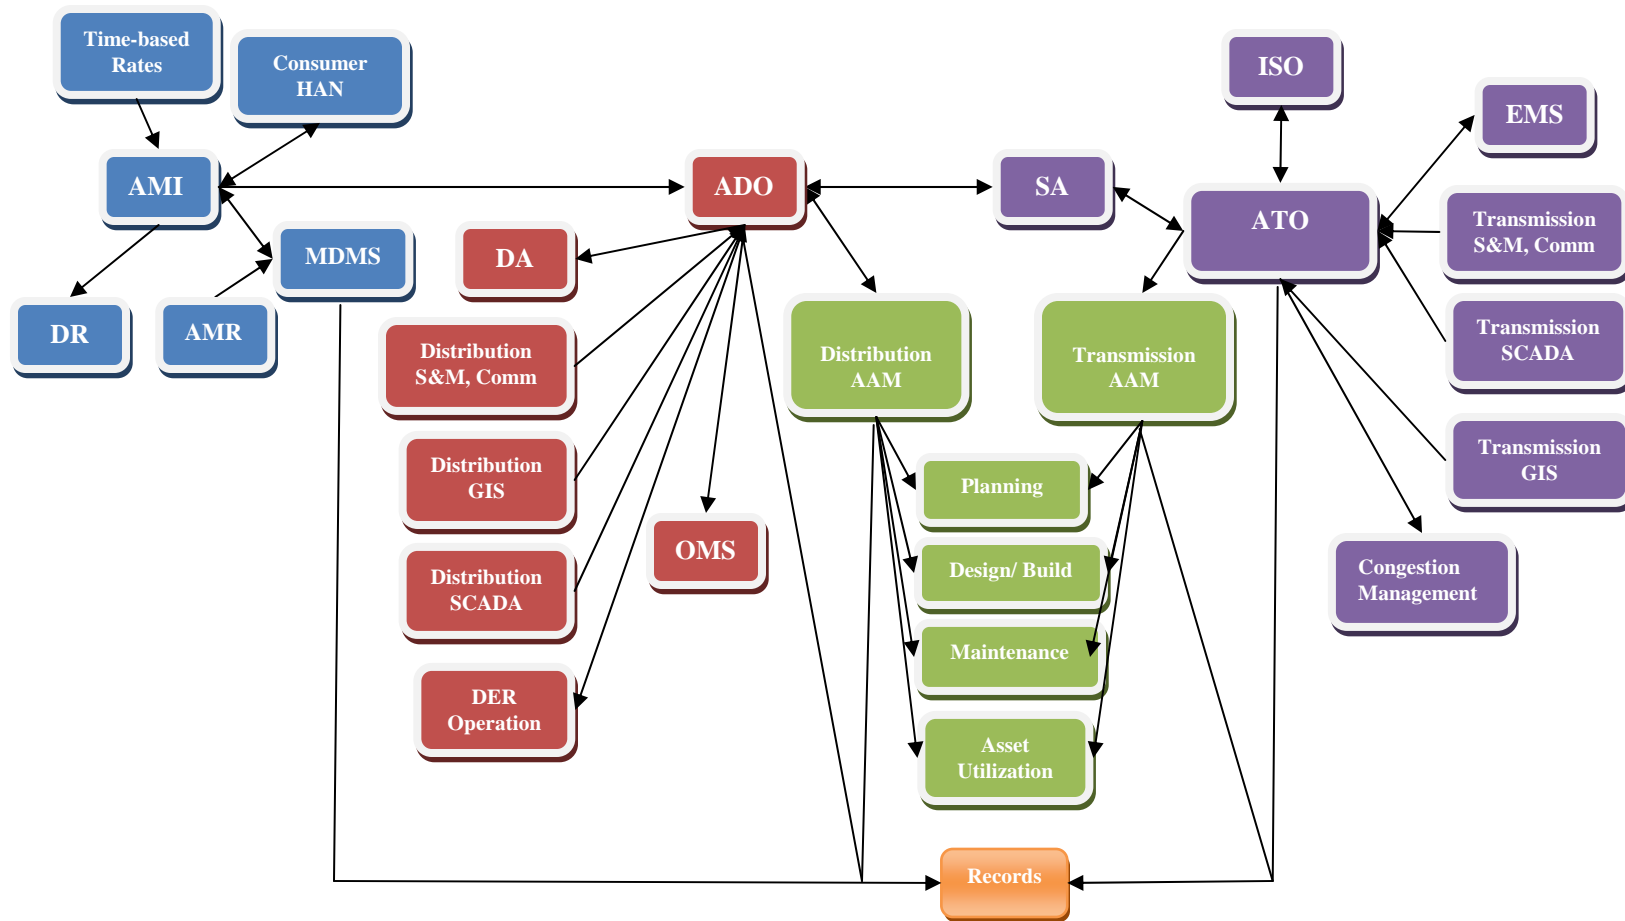 Time-based
Rates
Consumer
HAN
ISO
EMS
AMI
ADO
SA
ATO
Transmission
S&M, Comm
MDMS
DA
DR
AMR
Distribution
S&M, Comm
Distribution
AAM
Transmission
AAM
Transmission
SCADA
Distribution
GIS
Planning
Transmission
GIS
OMS
Design/ Build
Congestion
Management
Distribution
SCADA
Maintenance
DER
Operation
Asset
Utilization
Records